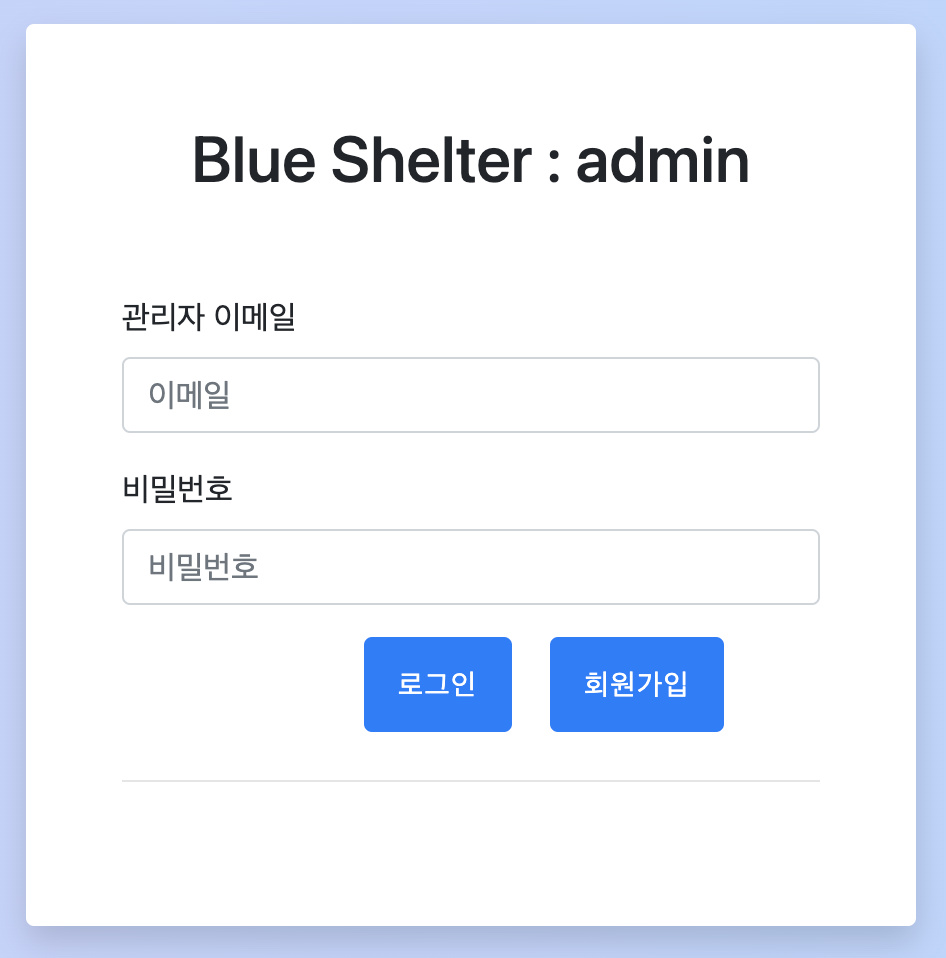 Blue Shelter : admin
관리자 이메일
이메일
비밀번호
비밀번호
로그인 회원가입